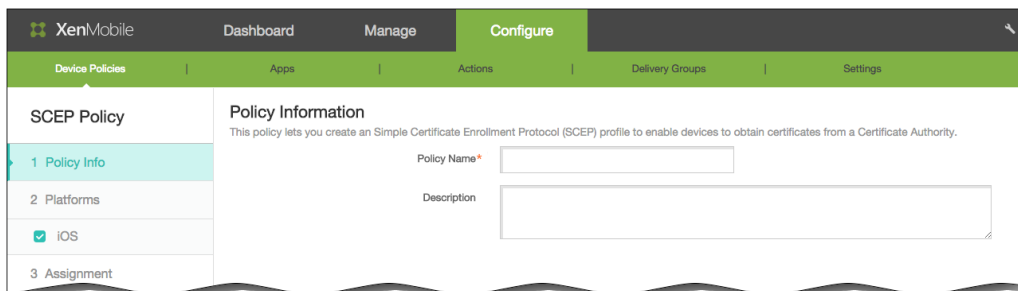 XenMobile Dashboard Manage Configure
Device Policies | Apps | Actions | Delivery Groups | Settings
SCEP Policy
1 Policy Info
2 Platforms
iOS
3 Assignment
Policy Information
This policy lets you create an Simple Certificate Enrollment Protocol (SCEP) profile to enable devices to obtain certificates from a Certificate Authority.
Policy Name*
Description